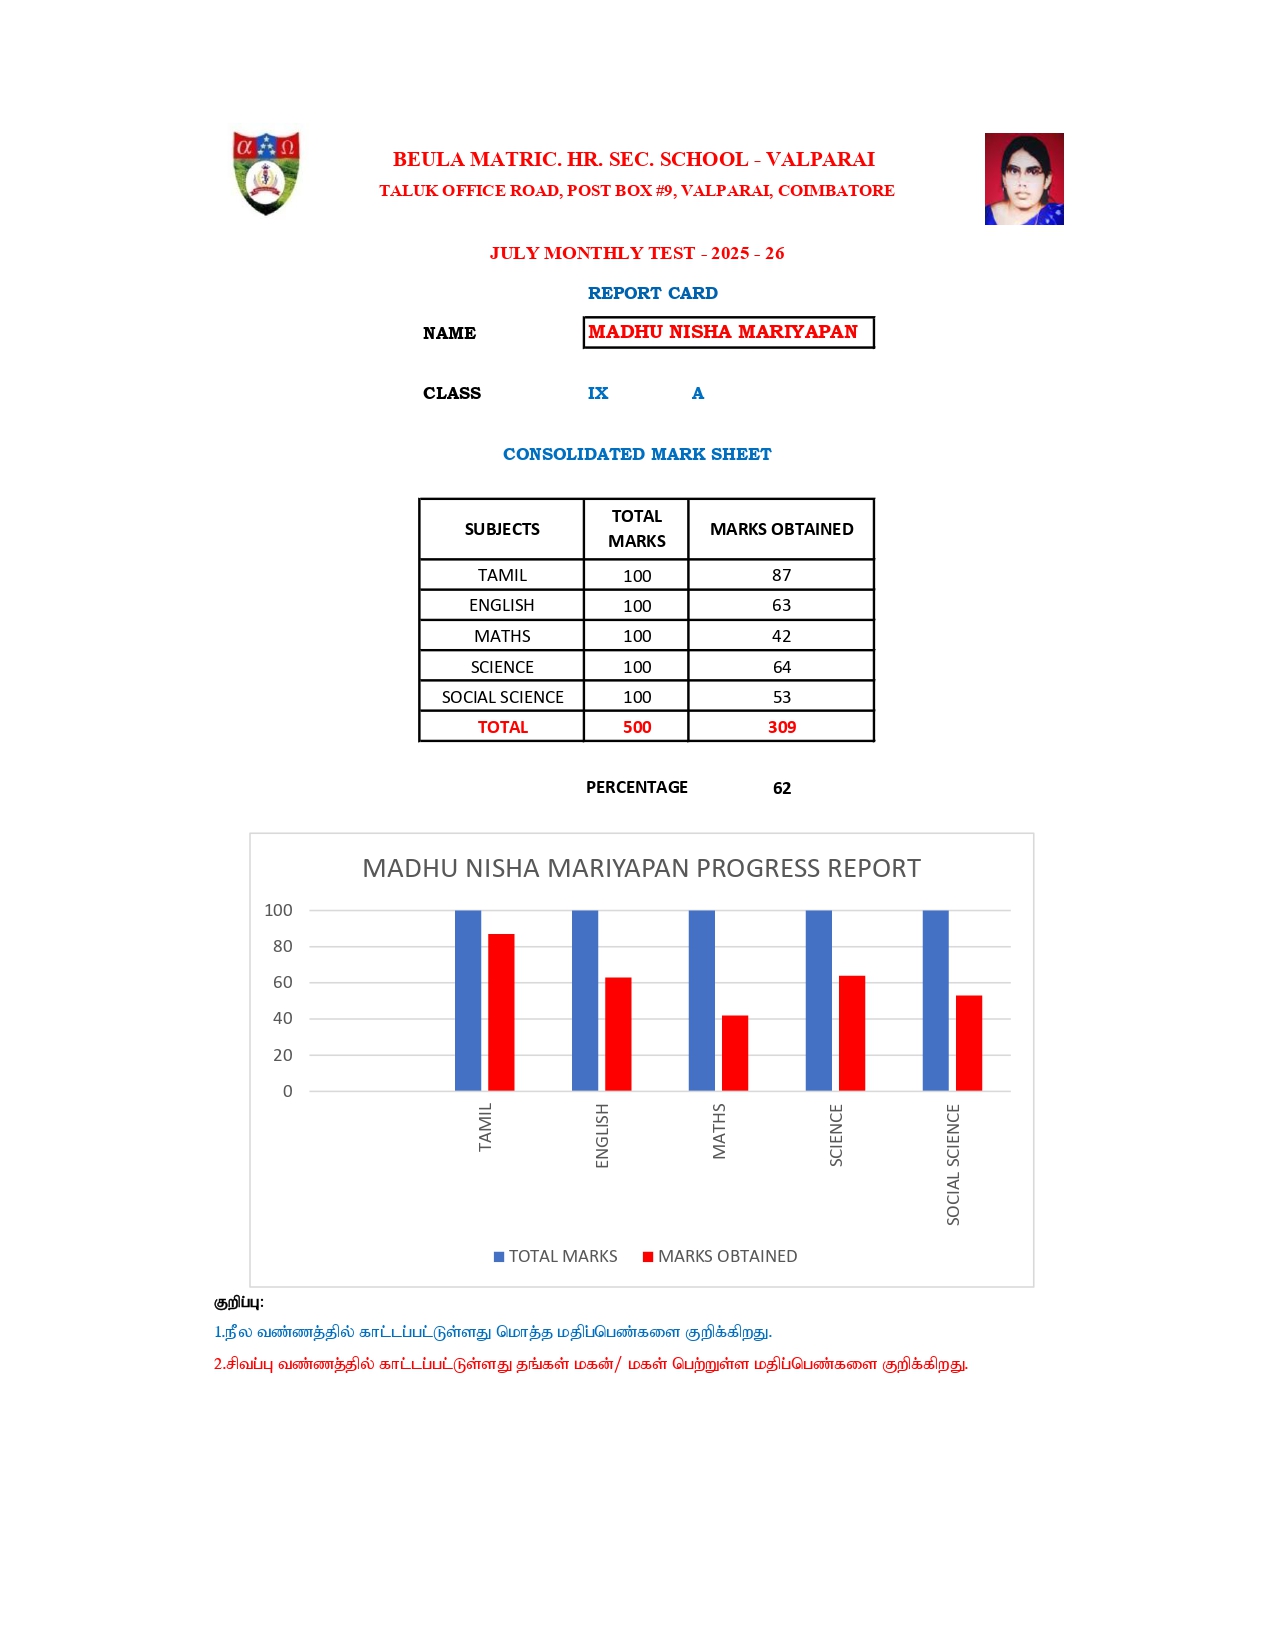 α Ω
BEULA MATRIC. HR. SEC. SCHOOL - VALPARAI
TALUK OFFICE ROAD, POST BOX #9, VALPARAI, COIMBATORE
JULY MONTHLY TEST - 2025 - 26
REPORT CARD
NAME MADHU NISHA MARIYAPAN
CLASS IX A
CONSOLIDATED MARK SHEET
SUBJECTS TOTAL MARKS MARKS OBTAINED
TAMIL 100 87
ENGLISH 100 63
MATHS 100 42
SCIENCE 100 64
SOCIAL SCIENCE 100 53
TOTAL 500 309
PERCENTAGE 62
MADHU NISHA MARIYAPAN PROGRESS REPORT
100
80
60
40
20
0
TAMIL ENGLISH MATHS SCIENCE SOCIAL SCIENCE
TOTAL MARKS MARKS OBTAINED
குறிப்பு:
1.நீல வண்ணத்தில் காட்டப்பட்டுள்ளது மொத்த மதிப்பெண்களை குறிக்கிறது.
2.சிவப்பு வண்ணத்தில் காட்டப்பட்டுள்ளது தங்கள் மகன்/ மகள் பெற்றுள்ள மதிப்பெண்களை குறிக்கிறது.